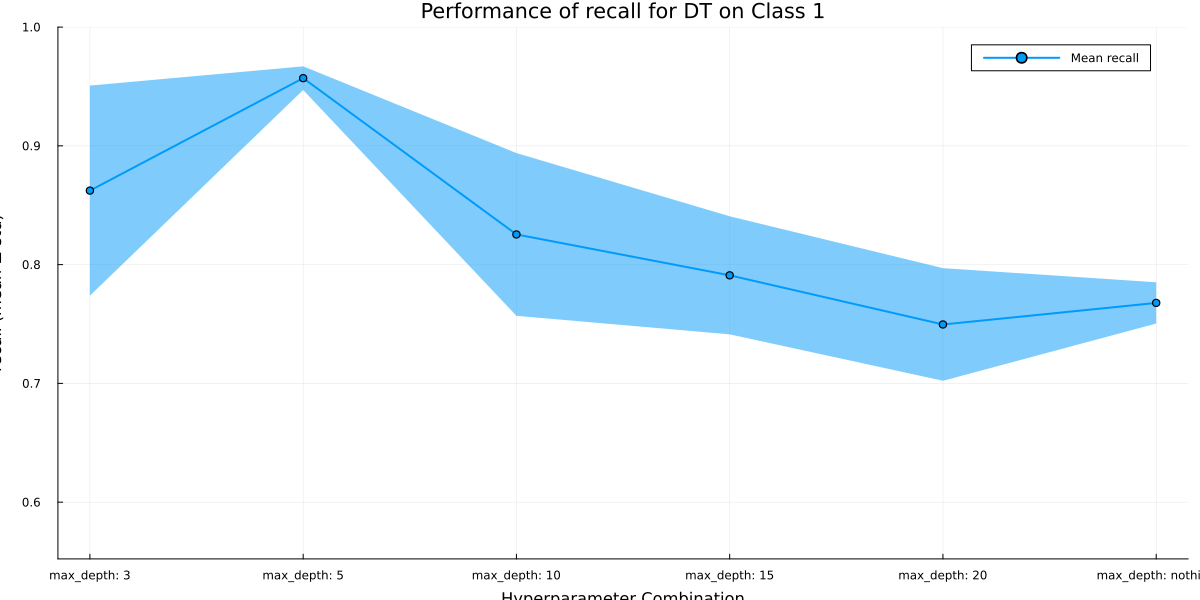 Performance of recall for DT on Class 1
1.0
0.9
0.8
0.7
0.6
Mean recall
max_depth: 3
max_depth: 5
max_depth: 10
max_depth: 15
max_depth: 20
max_depth: nothi
Hyperparameter Combination